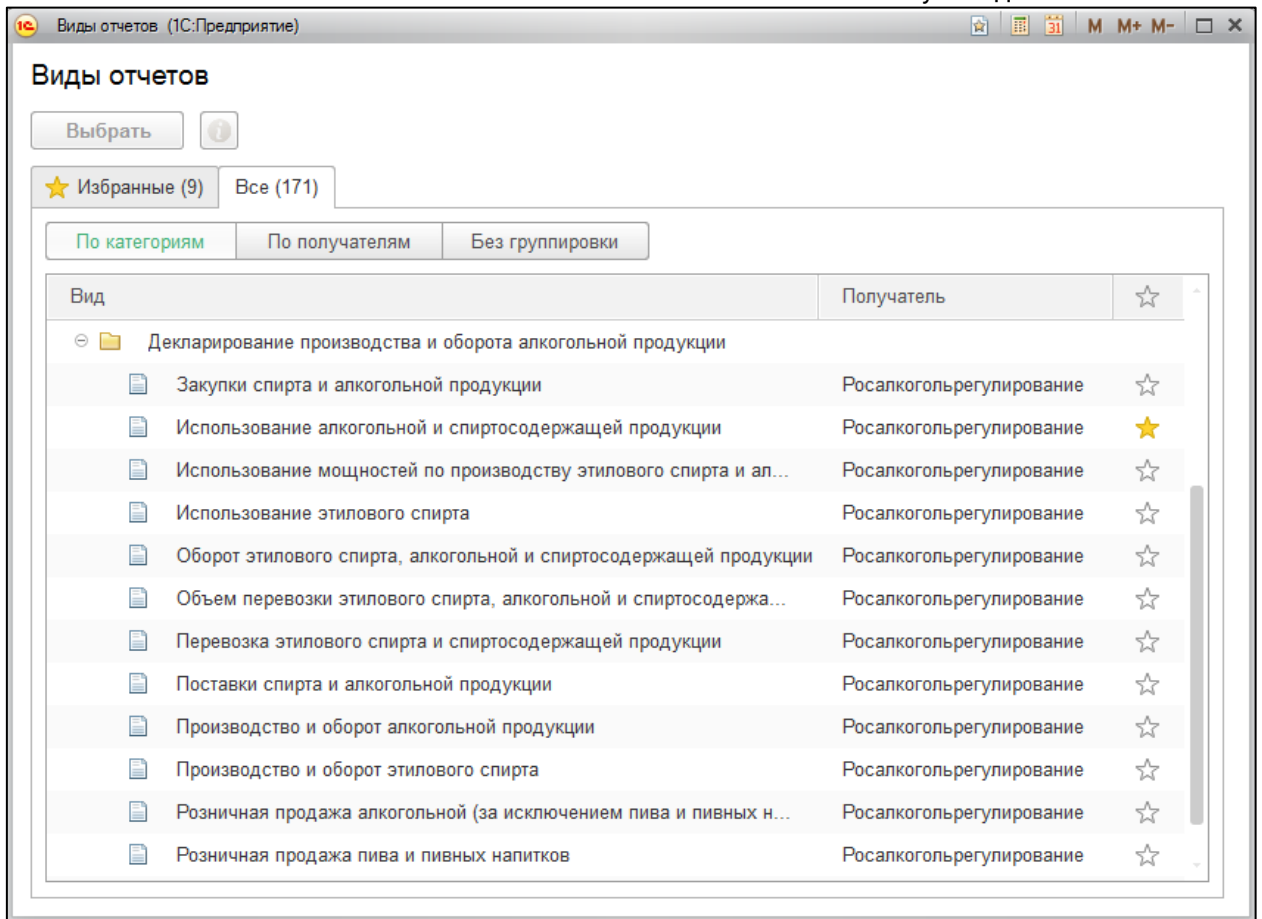 Виды отчетов (1С:Предприятие) 31 M M+ M-
Виды отчетов
Выбрать
Избранные (9) Все (171)
По категориям По получателям Без группировки
Вид Получатель
Декларирование производства и оборота алкогольной продукции
Закупки спирта и алкогольной продукции Росалкогольрегулирование
Использование алкогольной и спиртосодержащей продукции Росалкогольрегулирование
Использование мощностей по производству этилового спирта и ал... Росалкогольрегулирование
Использование этилового спирта Росалкогольрегулирование
Оборот этилового спирта, алкогольной и спиртосодержащей продукции Росалкогольрегулирование
Объем перевозки этилового спирта, алкогольной и спиртосодержа... Росалкогольрегулирование
Перевозка этилового спирта и спиртосодержащей продукции Росалкогольрегулирование
Поставки спирта и алкогольной продукции Росалкогольрегулирование
Производство и оборот алкогольной продукции Росалкогольрегулирование
Производство и оборот этилового спирта Росалкогольрегулирование
Розничная продажа алкогольной (за исключением пива и пивных н... Росалкогольрегулирование
Розничная продажа пива и пивных напитков Росалкогольрегулирование